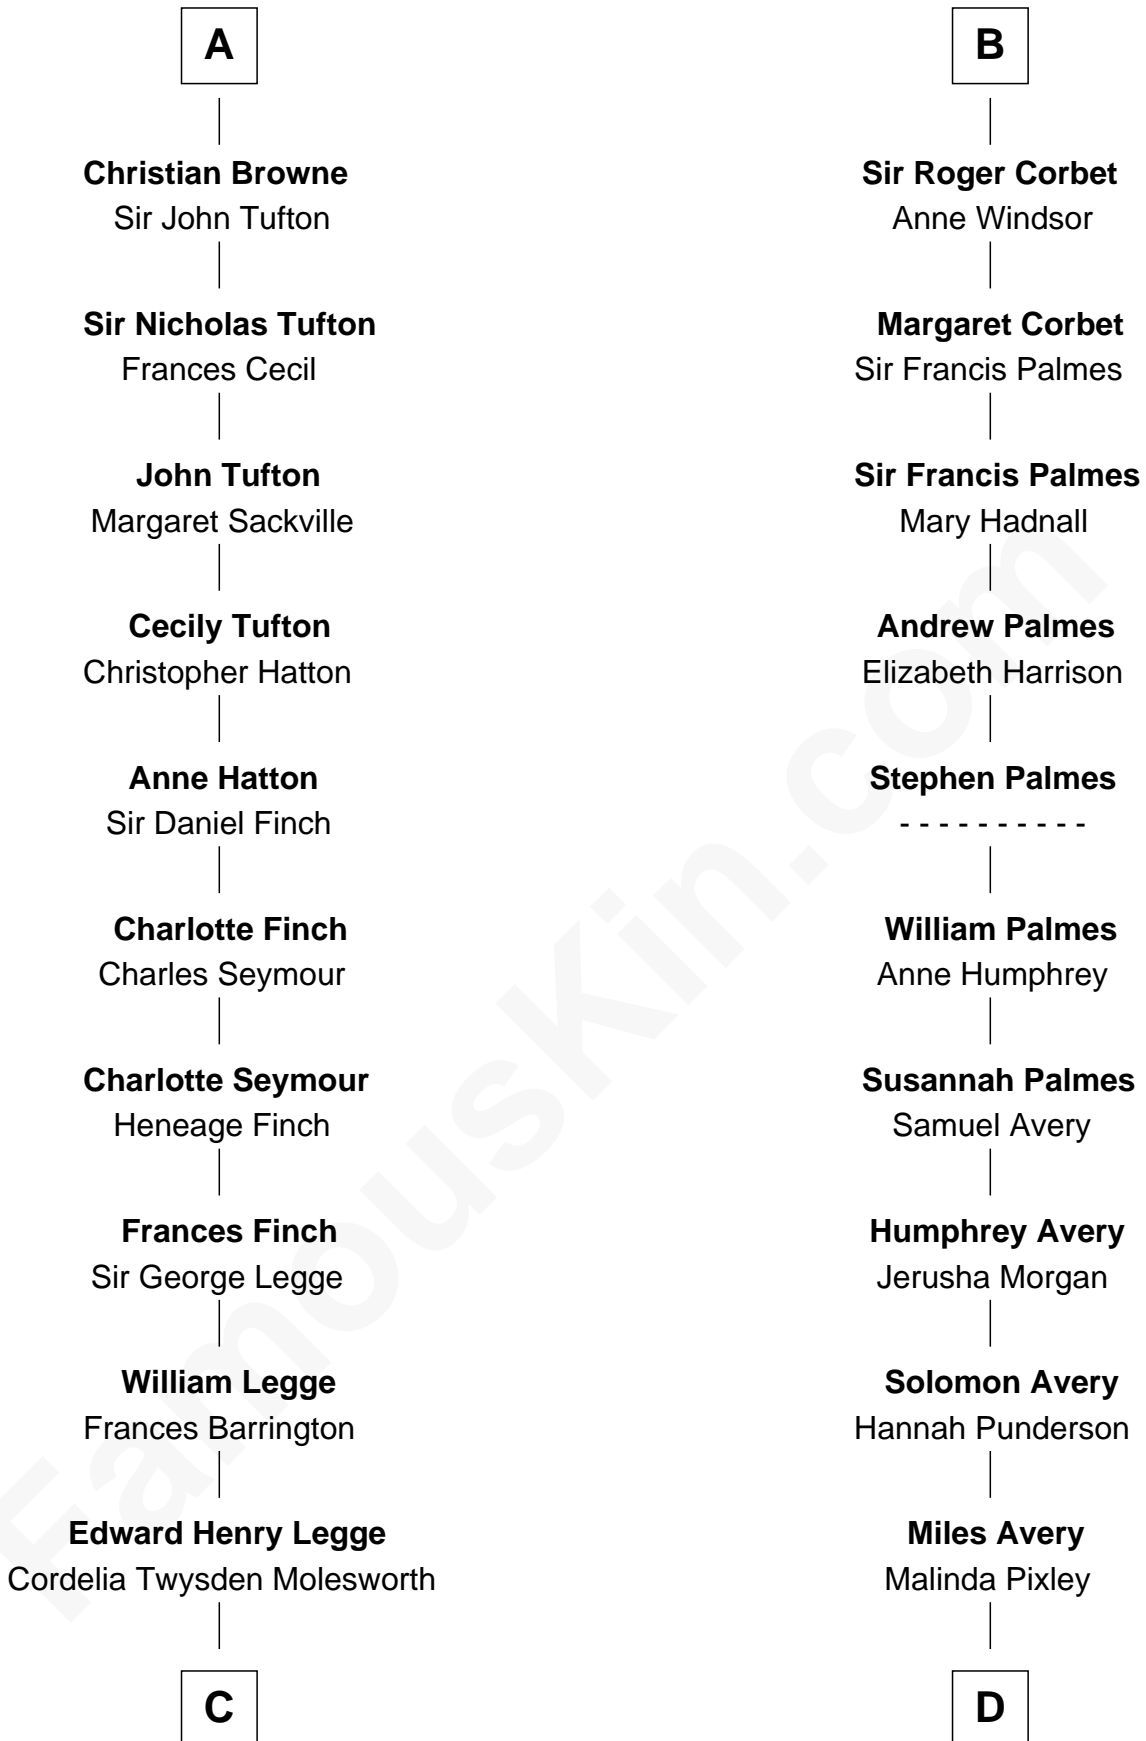 A
Christian Browne
Sir John Tufton
Sir Nicholas Tufton
Frances Cecil
John Tufton
Margaret Sackville
Cecily Tufton
Christopher Hatton
Anne Hatton
Sir Daniel Finch
Charlotte Finch
Charles Seymour
Charlotte Seymour
Heneage Finch
Frances Finch
Sir George Legge
William Legge
Frances Barrington
Edward Henry Legge
Cordelia Twysden Molesworth
C
B
Sir Roger Corbet
Anne Windsor
Margaret Corbet
Sir Francis Palmes
Sir Francis Palmes
Mary Hadnall
Andrew Palmes
Elizabeth Harrison
Stephen Palmes
- - - - - - - - - -
William Palmes
Anne Humphrey
Susannah Palmes
Samuel Avery
Humphrey Avery
Jerusha Morgan
Solomon Avery
Hannah Punderson
Miles Avery
Malinda Pixley
D
FamousKin.com